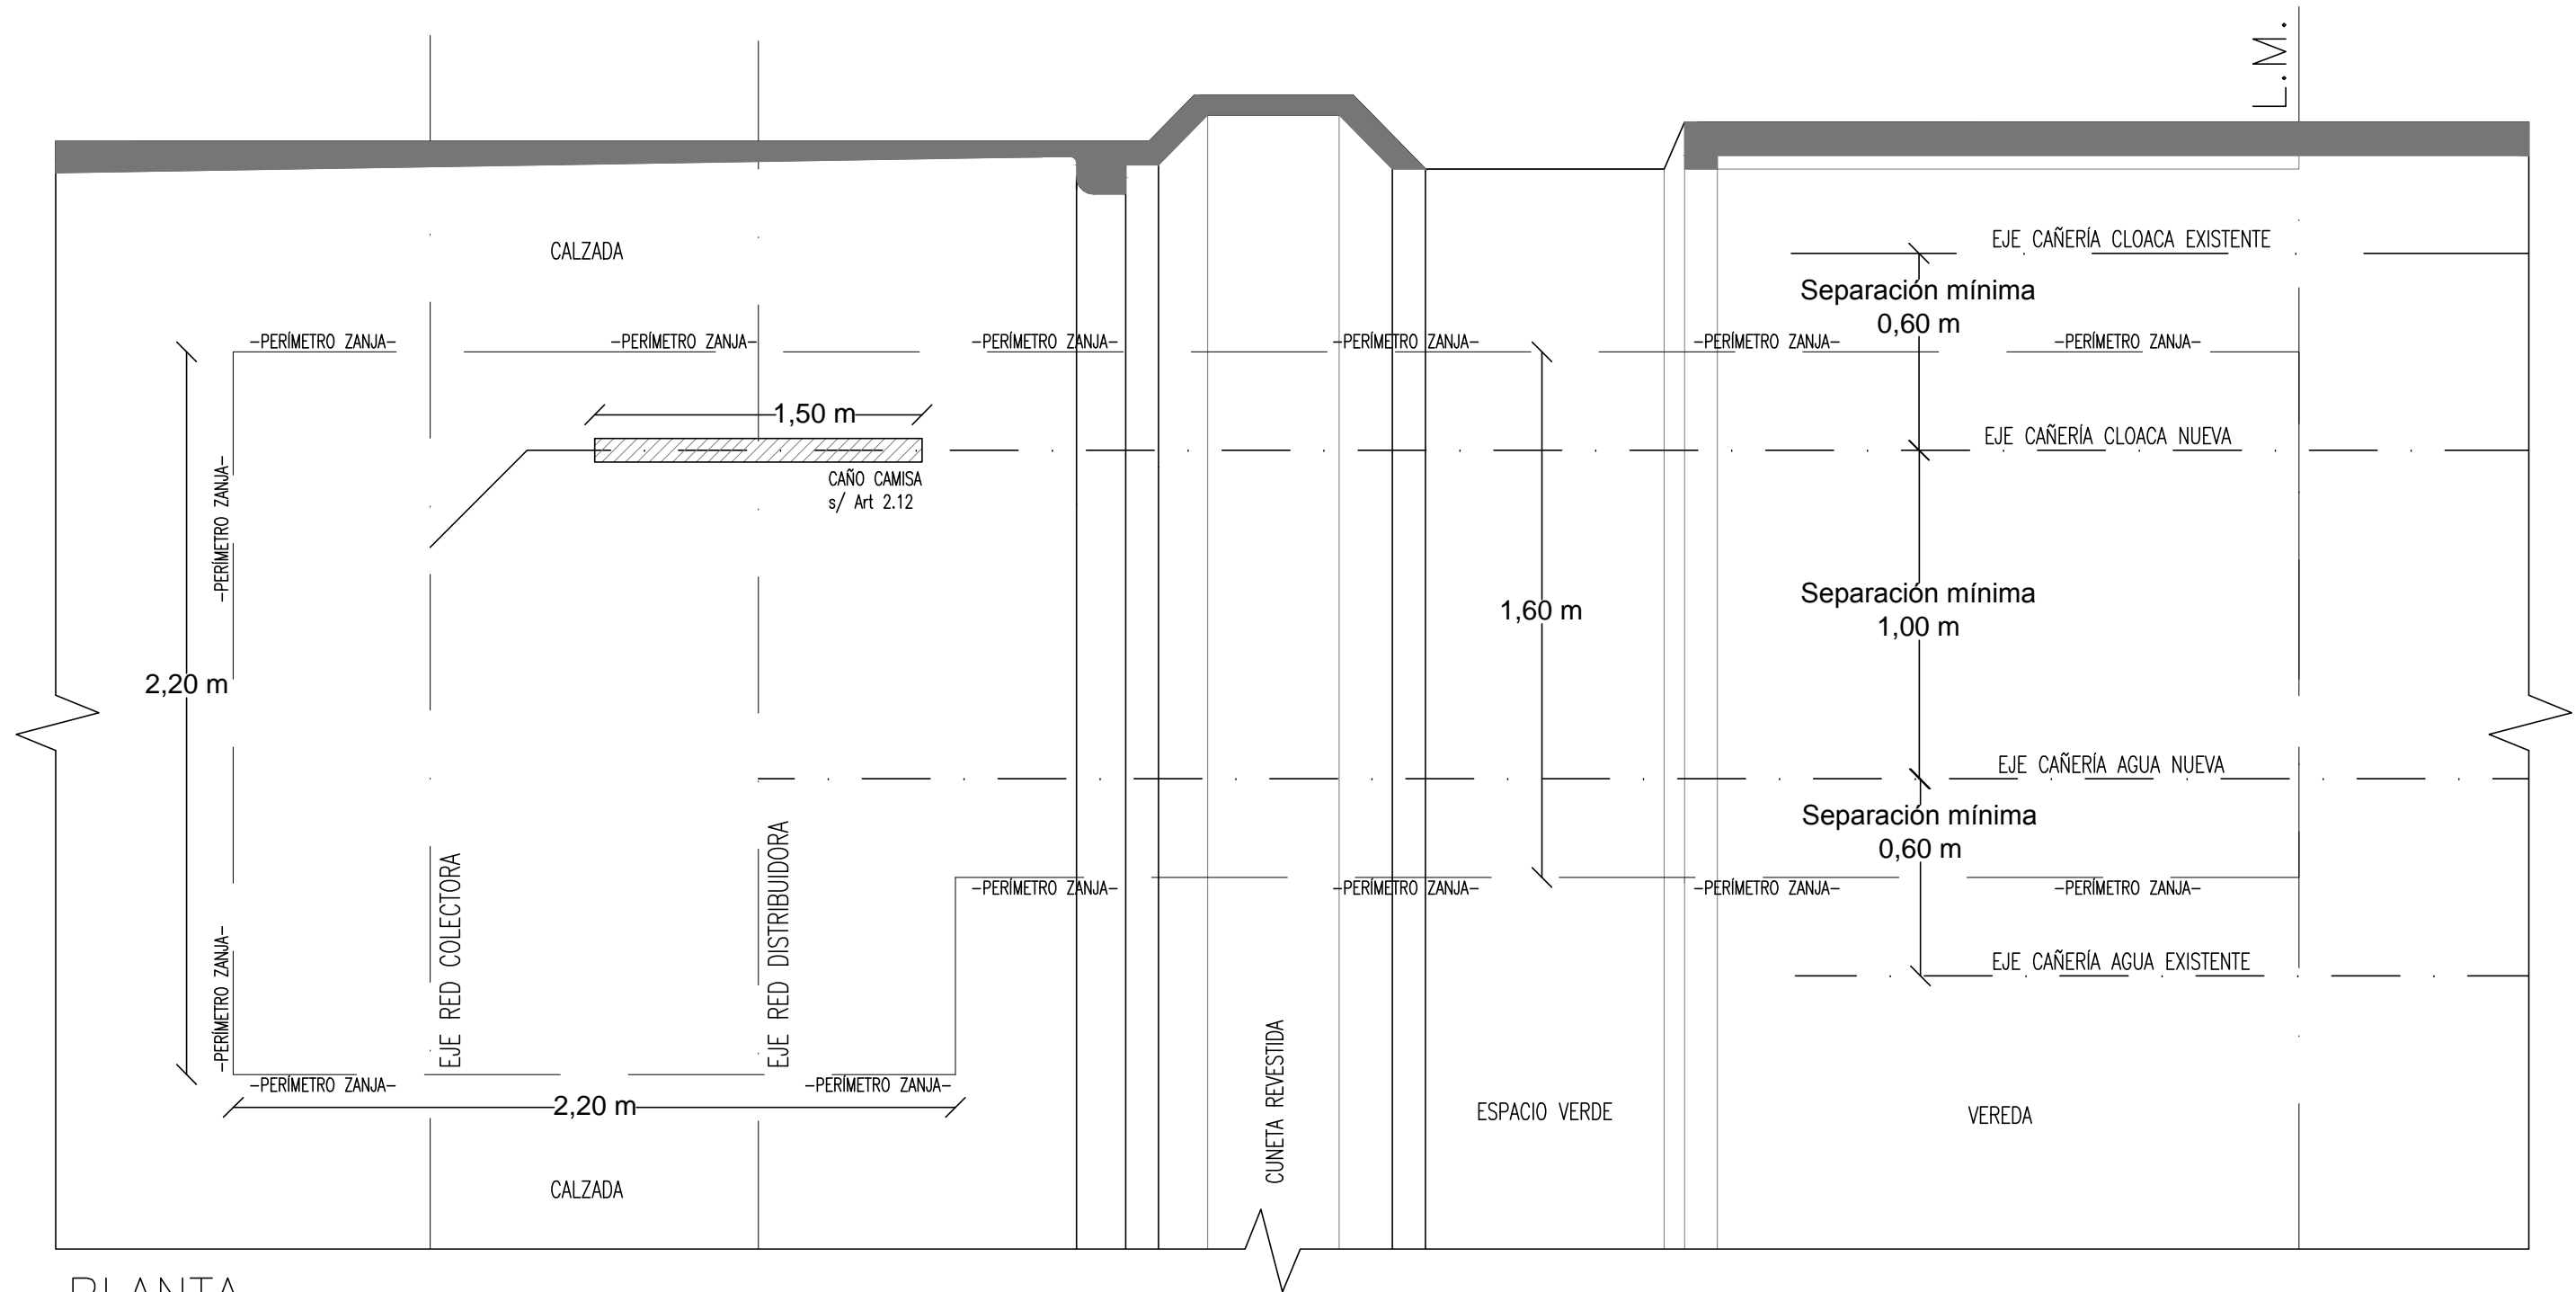 L.M.
CALZADA
EJE CAÑERÍA CLOACA EXISTENTE
Separación mínima
0,60 m
-PERÍMETRO ZANJA-
-PERÍMETRO ZANJA-
-PERÍMETRO ZANJA-
-PERÍMETRO ZANJA-
-PERÍMETRO ZANJA-
-PERÍMETRO ZANJA-
1,50 m
EJE CAÑERÍA CLOACA NUEVA
CAÑO CAMISA
s/ Art 2.12
-PERÍMETRO ZANJA-
Separación mínima
1,00 m
1,60 m
2,20 m
EJE CAÑERÍA AGUA NUEVA
Separación mínima
0,60 m
EJE RED COLECTORA
EJE RED DISTRIBUIDORA
-PERÍMETRO ZANJA-
-PERÍMETRO ZANJA-
-PERÍMETRO ZANJA-
-PERÍMETRO ZANJA-
-PERÍMETRO ZANJA-
EJE CAÑERÍA AGUA EXISTENTE
-PERÍMETRO ZANJA-
-PERÍMETRO ZANJA-
2,20 m
CUNETA REVESTIDA
ESPACIO VERDE
VEREDA
CALZADA
PLANTA